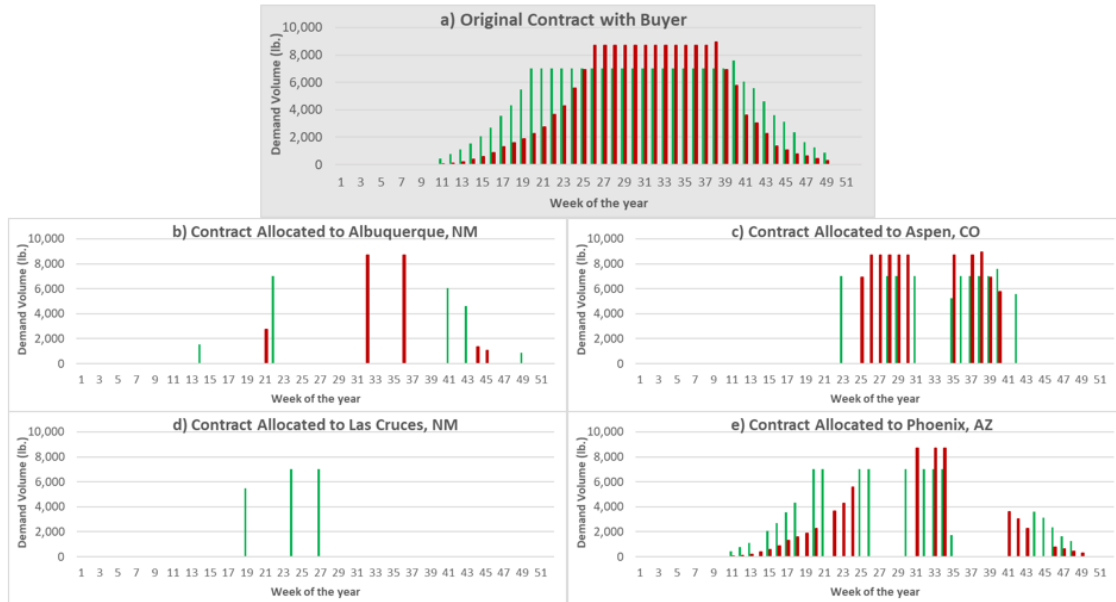 a) Original Contract with Buyer
Demand Volume (lb.)
10,000
8,000
6,000
4,000
2,000
0
1 3 5 7 9 11 13 15 17 19 21 23 25 27 29 31 33 35 37 39 41 43 45 47 49 51
Week of the year
b) Contract Allocated to Albuquerque, NM
Demand Volume (lb.)
10,000
8,000
6,000
4,000
2,000
0
1 3 5 7 9 11 13 15 17 19 21 23 25 27 29 31 33 35 37 39 41 43 45 47 49 51
Week of the year
c) Contract Allocated to Aspen, CO
Demand Volume (lb.)
10,000
8,000
6,000
4,000
2,000
0
1 3 5 7 9 11 13 15 17 19 21 23 25 27 29 31 33 35 37 39 41 43 45 47 49 51
Week of the year
d) Contract Allocated to Las Cruces, NM
Demand Volume (lb.)
10,000
8,000
6,000
4,000
2,000
0
1 3 5 7 9 11 13 15 17 19 21 23 25 27 29 31 33 35 37 39 41 43 45 47 49 51
Week of the year
e) Contract Allocated to Phoenix, AZ
Demand Volume (lb.)
10,000
8,000
6,000
4,000
2,000
0
1 3 5 7 9 11 13 15 17 19 21 23 25 27 29 31 33 35 37 39 41 43 45 47 49 51
Week of the year